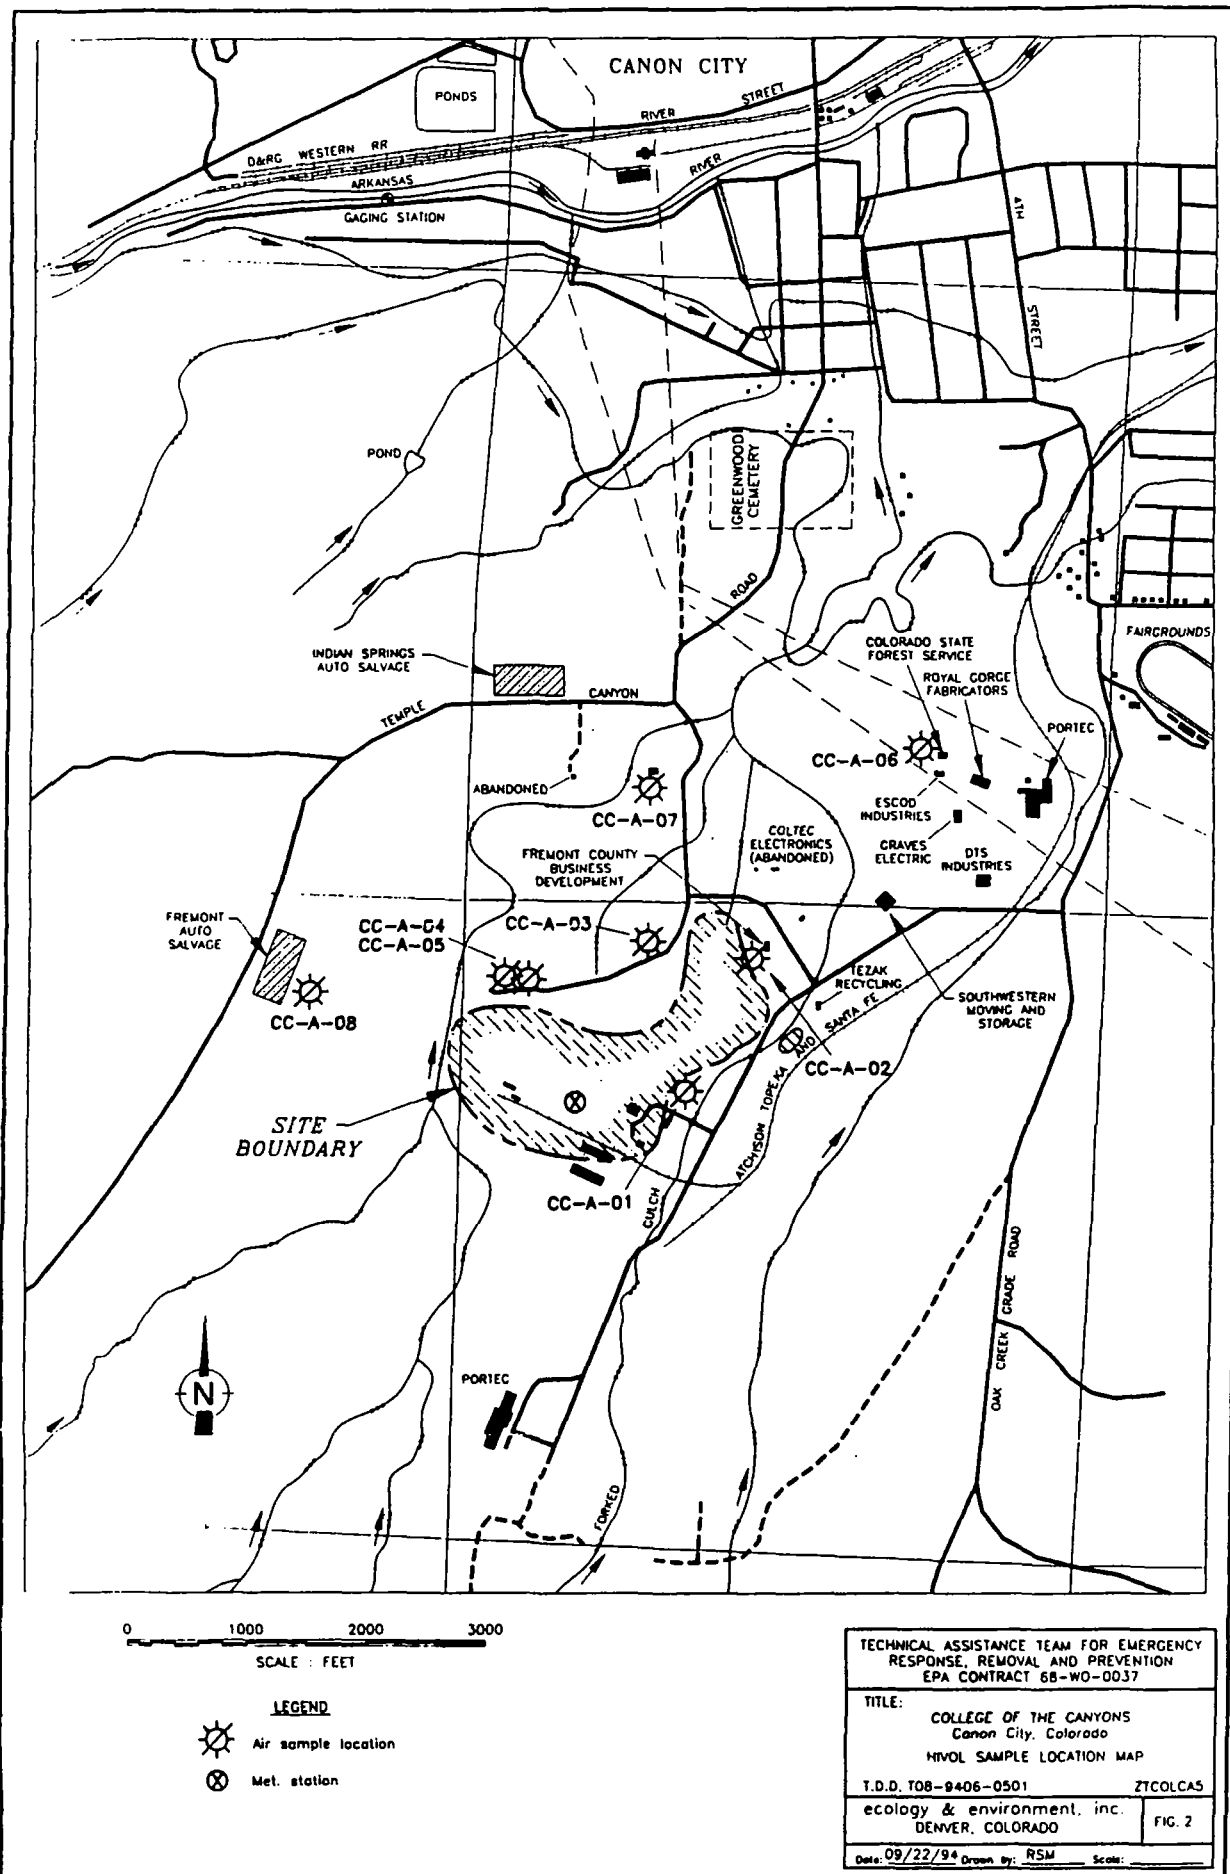 CANON CITY
PONDS
RIVER STREET
D&RG WESTERN RR
ARKANSAS
RIVER
GAGING STATION
4TH
STREET
POND
GREENWOOD
CEMETERY
ROAD
FAIRGROUNDS
INDIAN SPRINGS
AUTO SALVAGE
COLORADO STATE
FOREST SERVICE
ROYAL GORGE
FABRICATORS
TEMPLE
CANYON
PORTEC
CC-A-06
ABANDONED
CC-A-07
ESCOD
INDUSTRIES
COLTEC
ELECTRONICS
(ABANDONED)
GRAVES
ELECTRIC
DTS
INDUSTRIES
FREMONT COUNTY
BUSINESS
DEVELOPMENT
FREMONT
AUTO
SALVAGE
CC-A-04
CC-A-05
CC-A-03
TEZAK
RECYCLING
SOUTHWESTERN
MOVING AND
STORAGE
CC-A-08
CC-A-02
ATCHISON TOPEKA AND SANTA FE
SITE
BOUNDARY
CC-A-01
GULCH
OAK CREEK GRADE ROAD
N
PORTEC
FORKED
0 1000 2000 3000
SCALE : FEET
LEGEND
Air sample location
Met. station
TECHNICAL ASSISTANCE TEAM FOR EMERGENCY
RESPONSE, REMOVAL AND PREVENTION
EPA CONTRACT 68-WO-0037
TITLE:
COLLEGE OF THE CANYONS
Canon City, Colorado
HIVOL SAMPLE LOCATION MAP
T.D.D. T08-9406-0501 ZTCOLCA5
ecology & environment, inc.
DENVER, COLORADO
FIG. 2
Date: 09/22/94 Drawn by: RSM Scale: